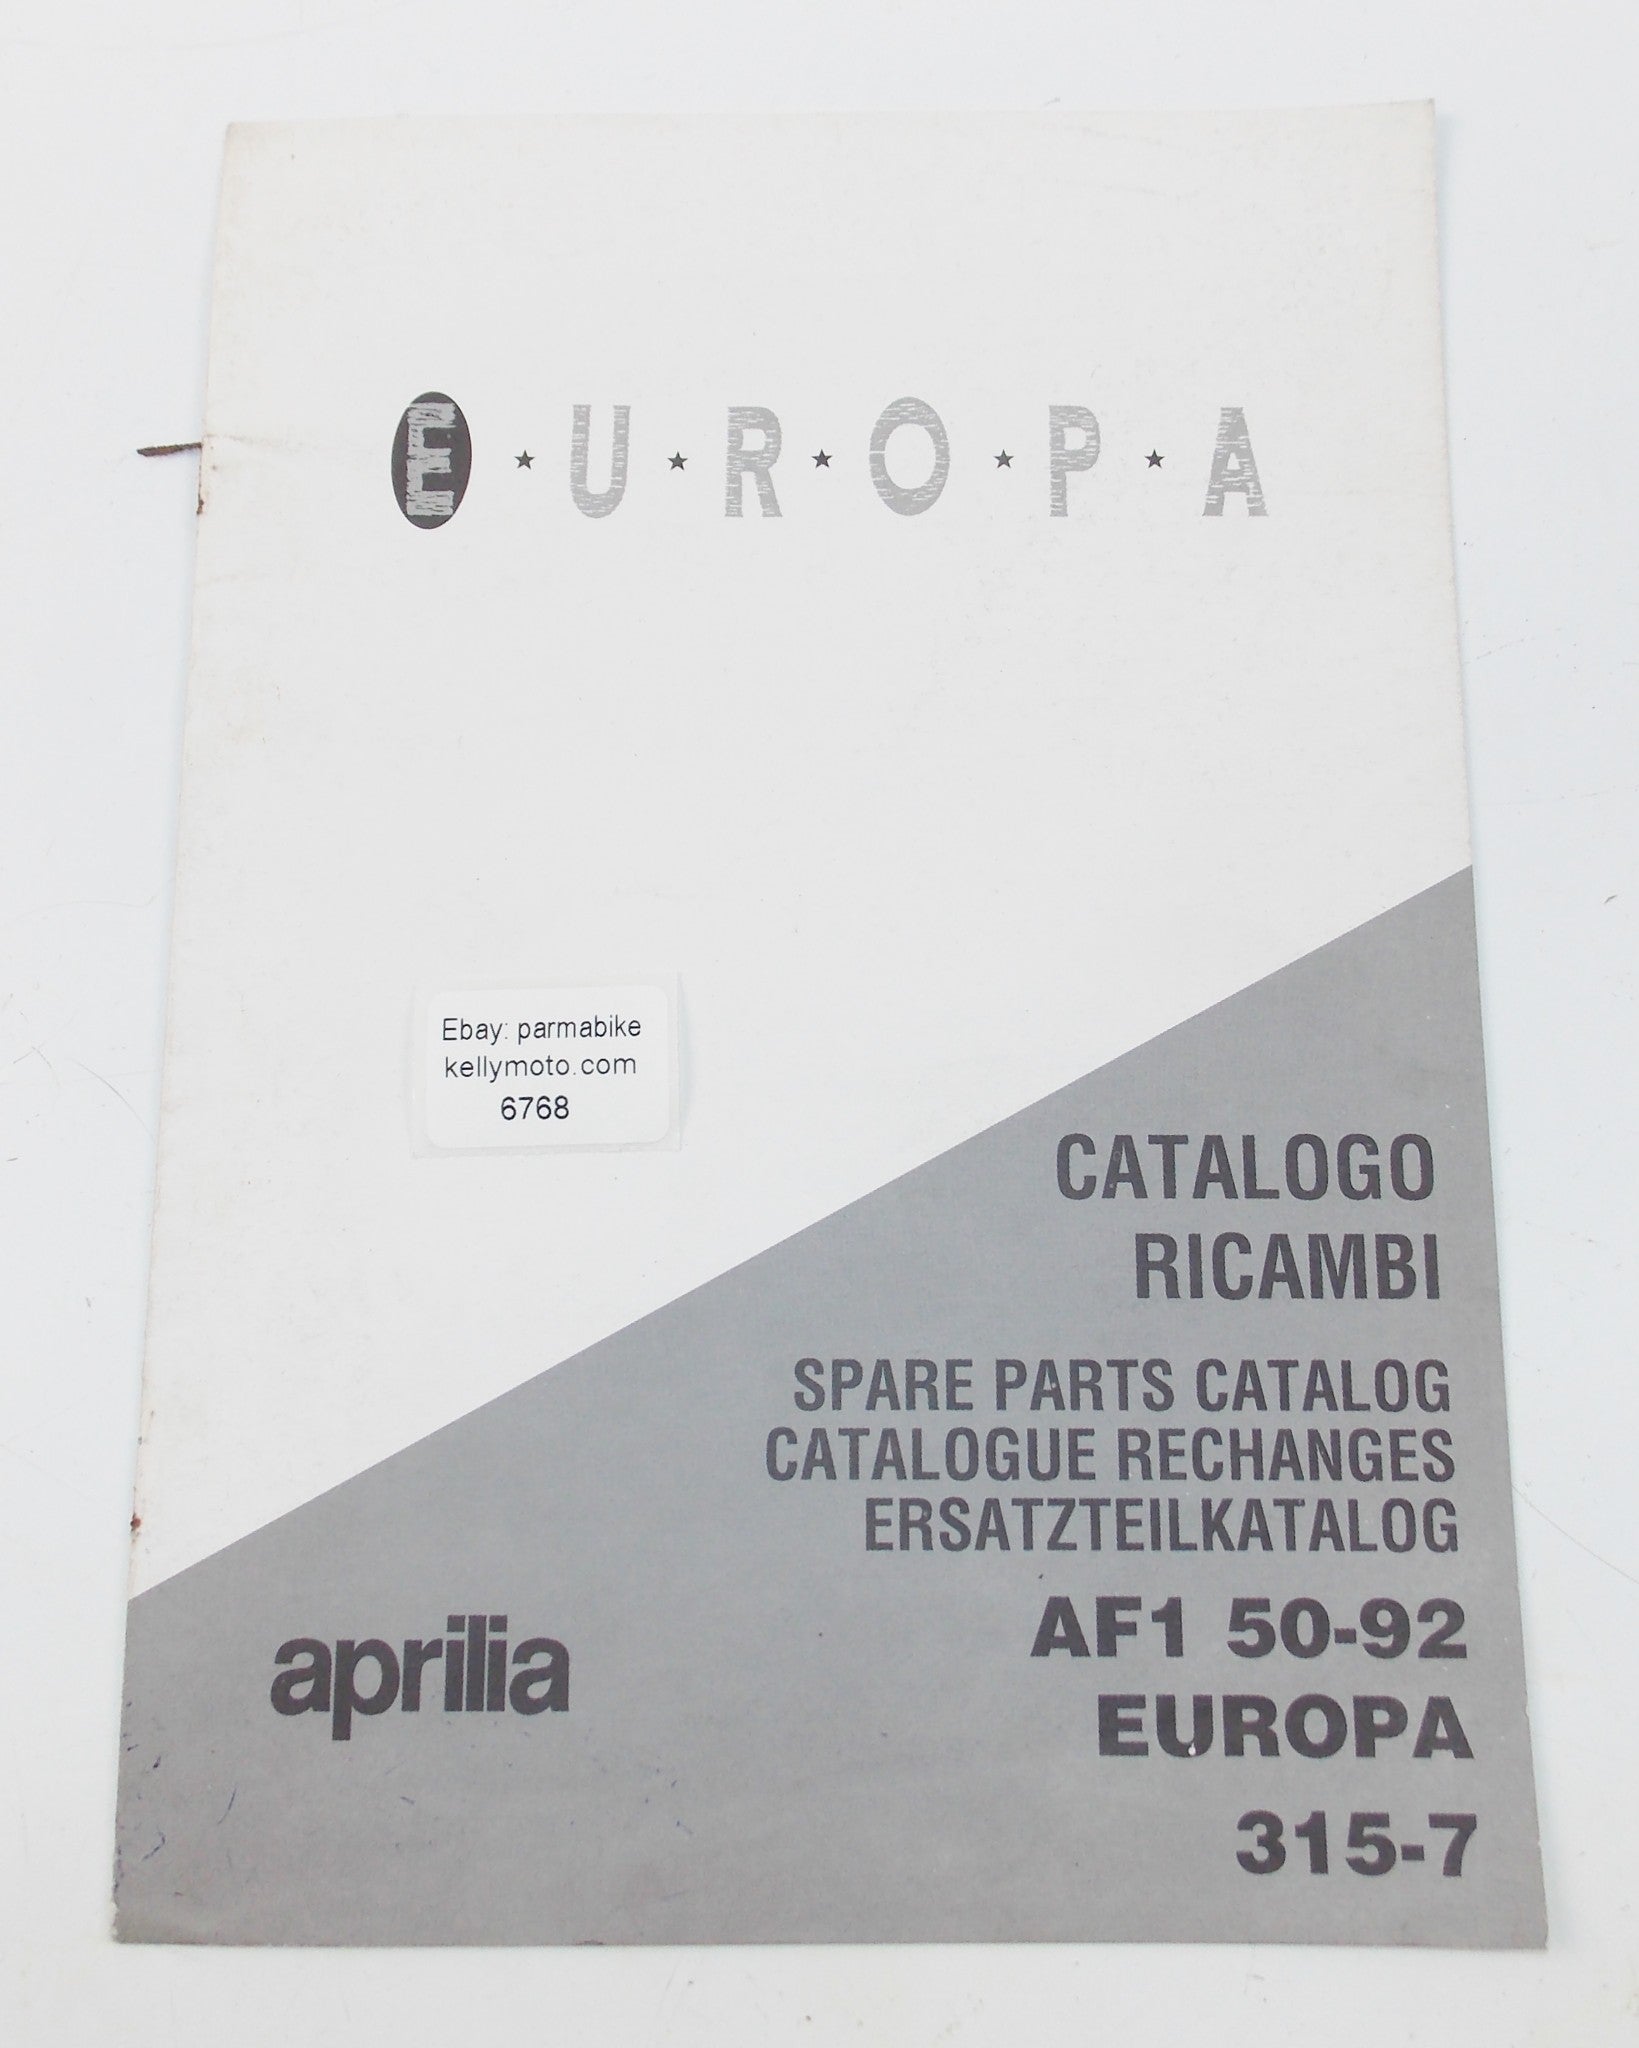 E★U★R★O★P★A
Ebay: parmabike
kellymoto.com
6768
CATALOGO
RICAMBI
SPARE PARTS CATALOG
CATALOGUE RECHANGES
ERSATZTEILKATALOG
AF1 50-92
aprilia
EUROPA
315-7